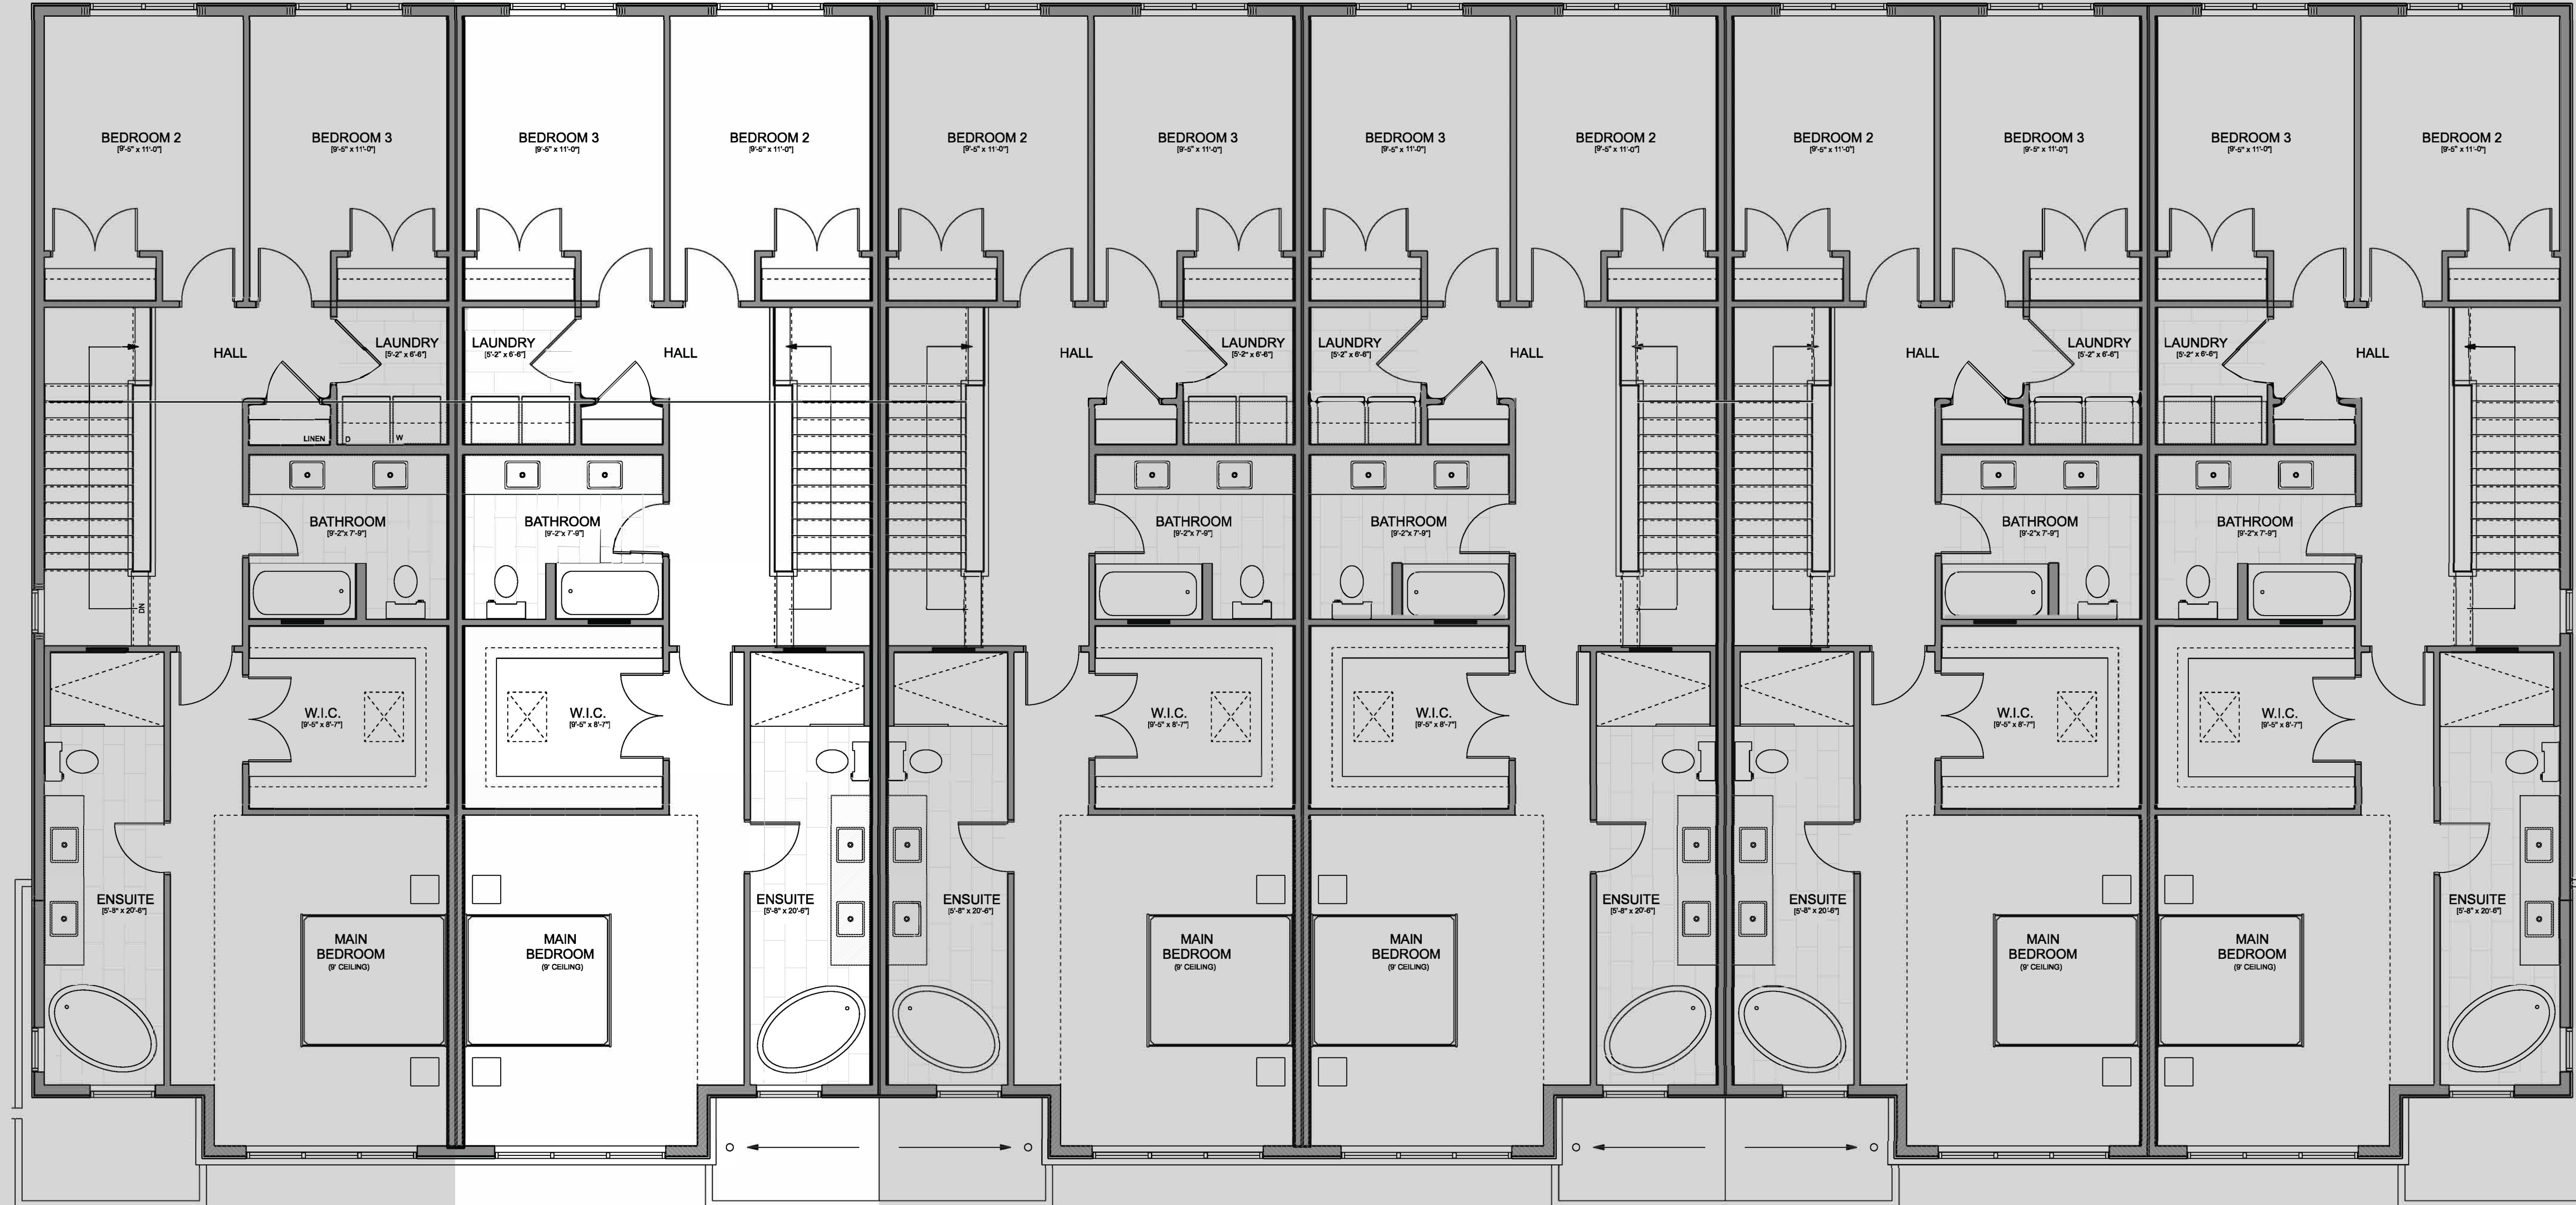 BEDROOM 2
[9'-5" x 11'-0"]
BEDROOM 3
[9'-5" x 11'-0"]
BEDROOM 3
[9'-5" x 11'-0"]
BEDROOM 2
[9'-5" x 11'-0"]
BEDROOM 2
[9'-5" x 11'-0"]
BEDROOM 3
[9'-5" x 11'-0"]
BEDROOM 3
[9'-5" x 11'-0"]
BEDROOM 2
[9'-5" x 11'-0"]
BEDROOM 2
[9'-5" x 11'-0"]
BEDROOM 3
[9'-5" x 11'-0"]
BEDROOM 3
[9'-5" x 11'-0"]
BEDROOM 2
[9'-5" x 11'-0"]
HALL
LAUNDRY
[5'-2" x 6'-6"]
LAUNDRY
[5'-2" x 6'-6"]
HALL
HALL
LAUNDRY
[5'-2" x 6'-6"]
LAUNDRY
[5'-2" x 6'-6"]
HALL
HALL
LAUNDRY
[5'-2" x 6'-6"]
LAUNDRY
[5'-2" x 6'-6"]
HALL
LINEN
D
W
BATHROOM
[9'-2"x 7'-9"]
BATHROOM
[9'-2"x 7'-9"]
BATHROOM
[9'-2"x 7'-9"]
BATHROOM
[9'-2"x 7'-9"]
BATHROOM
[9'-2"x 7'-9"]
BATHROOM
[9'-2"x 7'-9"]
DN
W.I.C.
[9'-5" x 8'-7"]
W.I.C.
[9'-5" x 8'-7"]
W.I.C.
[9'-5" x 8'-7"]
W.I.C.
[9'-5" x 8'-7"]
W.I.C.
[9'-5" x 8'-7"]
W.I.C.
[9'-5" x 8'-7"]
ENSUITE
[5'-8" x 20'-6"]
ENSUITE
[5'-8" x 20'-6"]
ENSUITE
[5'-8" x 20'-6"]
ENSUITE
[5'-8" x 20'-6"]
ENSUITE
[5'-8" x 20'-6"]
ENSUITE
[5'-8" x 20'-6"]
MAIN
BEDROOM
(9' CEILING)
MAIN
BEDROOM
(9' CEILING)
MAIN
BEDROOM
(9' CEILING)
MAIN
BEDROOM
(9' CEILING)
MAIN
BEDROOM
(9' CEILING)
MAIN
BEDROOM
(9' CEILING)